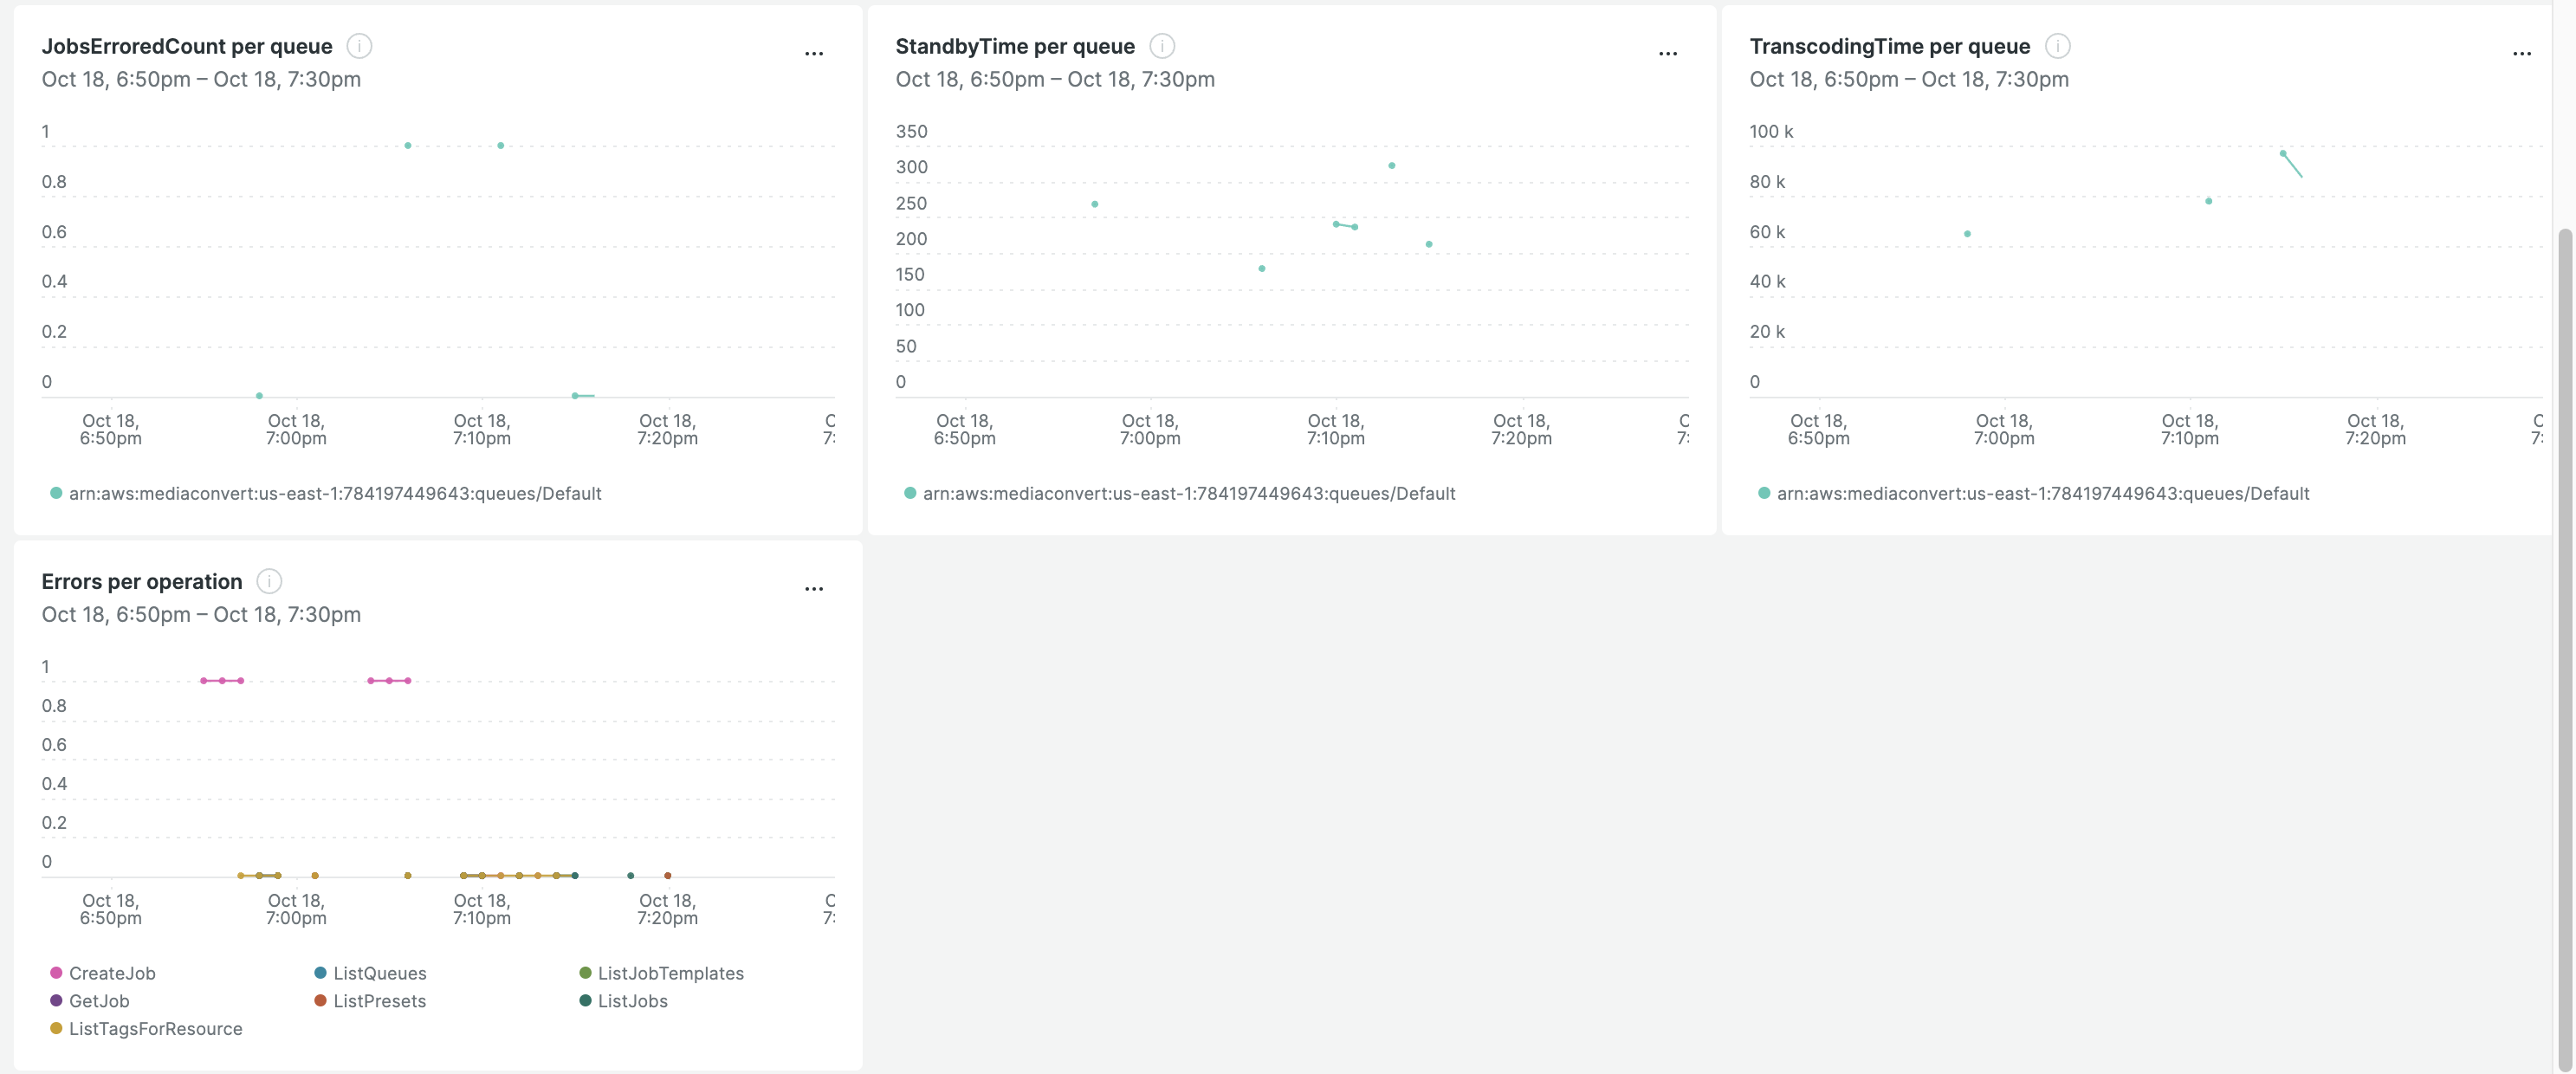 JobsErroredCount per queue
Oct 18, 6:50pm – Oct 18, 7:30pm
1
0.8
0.6
0.4
0.2
0
Oct 18, 6:50pm
Oct 18, 7:00pm
Oct 18, 7:10pm
Oct 18, 7:20pm
arn:aws:mediaconvert:us-east-1:784197449643:queues/Default
StandbyTime per queue
Oct 18, 6:50pm – Oct 18, 7:30pm
350
300
250
200
150
100
50
0
Oct 18, 6:50pm
Oct 18, 7:00pm
Oct 18, 7:10pm
Oct 18, 7:20pm
arn:aws:mediaconvert:us-east-1:784197449643:queues/Default
TranscodingTime per queue
Oct 18, 6:50pm – Oct 18, 7:30pm
100 k
80 k
60 k
40 k
20 k
0
Oct 18, 6:50pm
Oct 18, 7:00pm
Oct 18, 7:10pm
Oct 18, 7:20pm
arn:aws:mediaconvert:us-east-1:784197449643:queues/Default
Errors per operation
Oct 18, 6:50pm – Oct 18, 7:30pm
1
0.8
0.6
0.4
0.2
0
Oct 18, 6:50pm
Oct 18, 7:00pm
Oct 18, 7:10pm
Oct 18, 7:20pm
CreateJob
ListQueues
ListJobTemplates
GetJob
ListPresets
ListJobs
ListTagsForResource